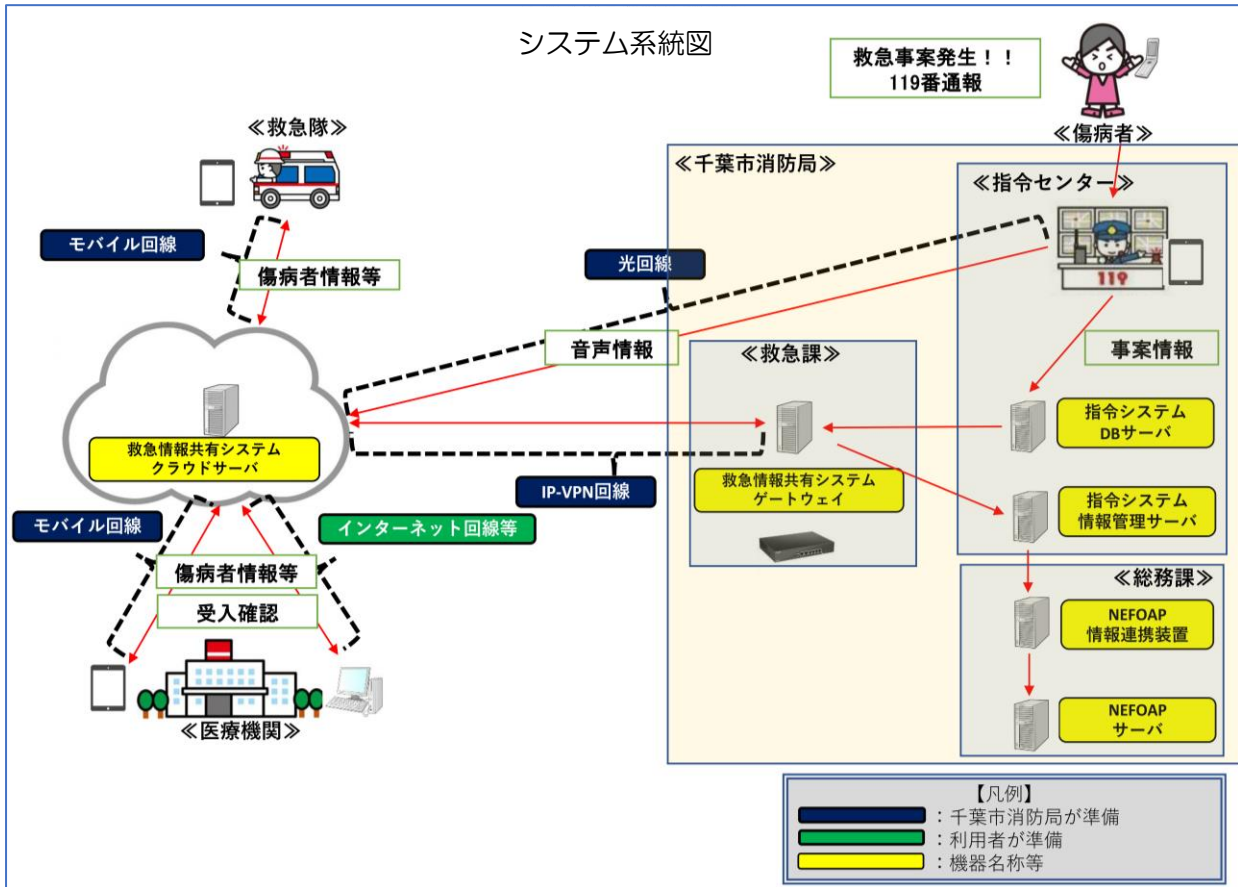 システム系統図
救急事案発生！！
119番通報
≪傷病者≫
≪救急隊≫
≪千葉市消防局≫
≪指令センター≫
119
モバイル回線
傷病者情報等
光回線
音声情報
≪救急課≫
事案情報
指令システム
DBサーバ
救急情報共有システム
クラウドサーバ
救急情報共有システム
ゲートウェイ
IP-VPN回線
指令システム
情報管理サーバ
モバイル回線
インターネット回線等
傷病者情報等
受入確認
≪医療機関≫
≪総務課≫
NEFOAP
情報連携装置
NEFOAP
サーバ
【凡例】
：千葉市消防局が準備
：利用者が準備
：機器名称等